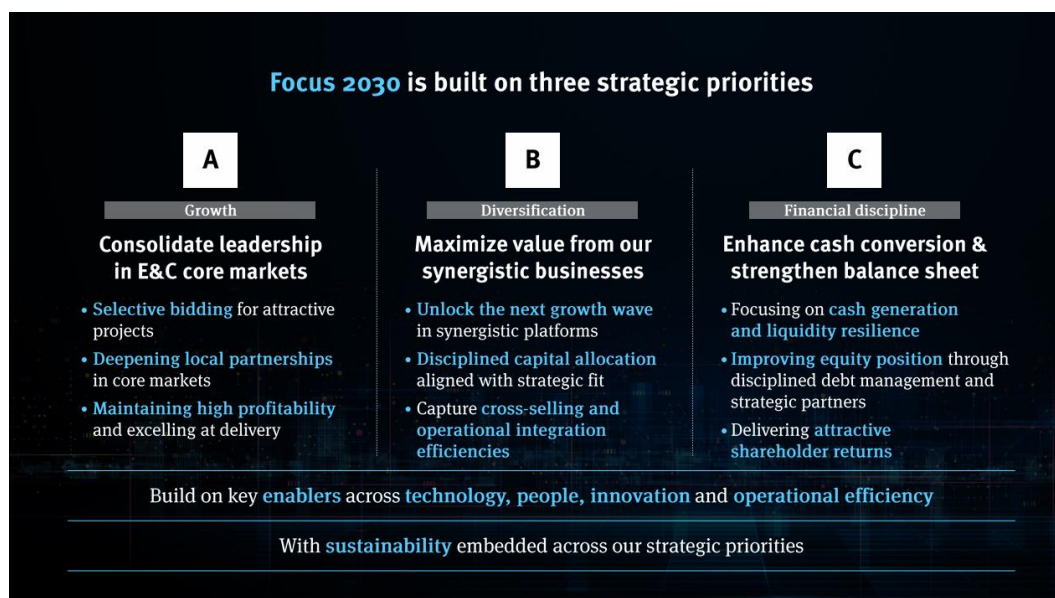 Focus 2030 is built on three strategic priorities
A
Growth
Consolidate leadership
in E&C core markets
• Selective bidding for attractive
projects
• Deepening local partnerships
in core markets
• Maintaining high profitability
and excelling at delivery
B
Diversification
Maximize value from our
synergistic businesses
• Unlock the next growth wave
in synergistic platforms
• Disciplined capital allocation
aligned with strategic fit
• Capture cross-selling and
operational integration
efficiencies
C
Financial discipline
Enhance cash conversion &
strengthen balance sheet
• Focusing on cash generation
and liquidity resilience
• Improving equity position through
disciplined debt management and
strategic partners
• Delivering attractive
shareholder returns
Build on key enablers across technology, people, innovation and operational efficiency
With sustainability embedded across our strategic priorities